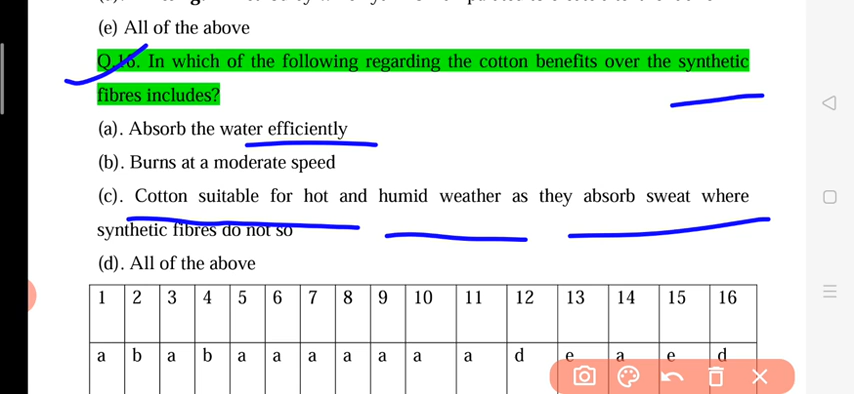 (e) All of the above
Q.16. In which of the following regarding the cotton benefits over the synthetic
fibres includes?
(a). Absorb the water efficiently
(b). Burns at a moderate speed
(c). Cotton suitable for hot and humid weather as they absorb sweat where
synthetic fibres do not so
(d). All of the above
1 2 3 4 5 6 7 8 9 10 11 12 13 14 15 16
a b a b a a a a a a a d e a e d